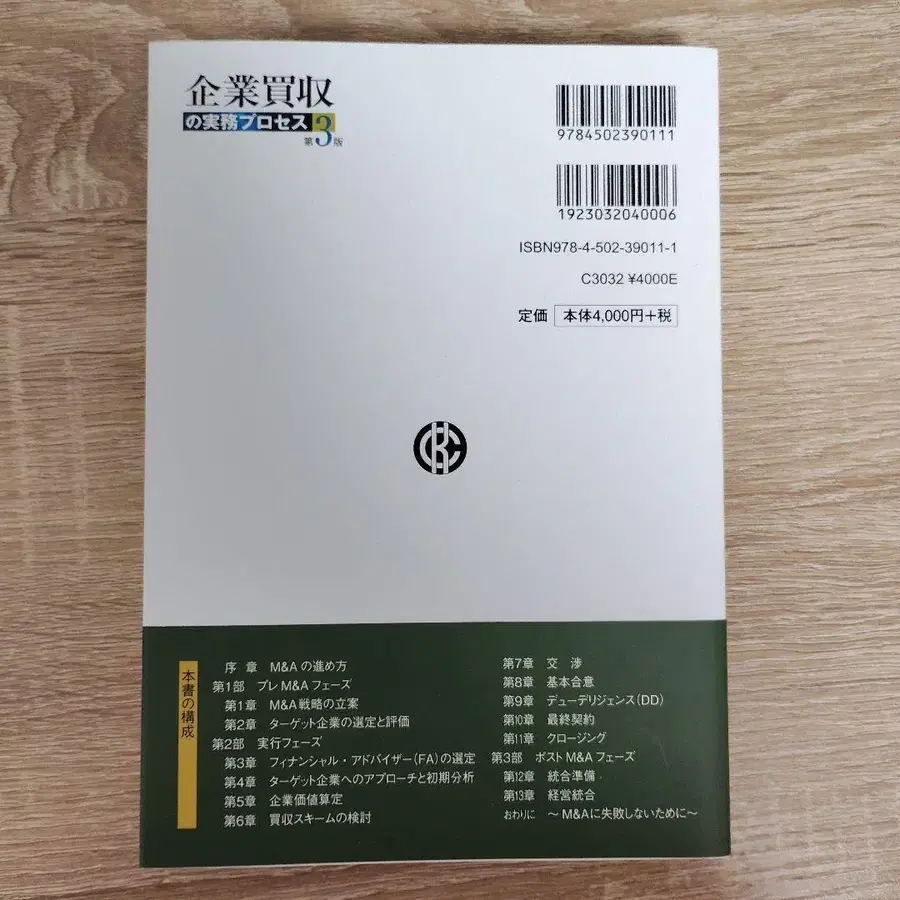 企業買収
の実務プロセス
第3版
9784502390111
1923032040006
ISBN978-4-502-39011-1
C3032 ¥4000E
定価 本体4,000円+税
本書の構成
序 章 M&Aの進め方
第1部 プレM&Aフェーズ
第1章 M&A戦略の立案
第2章 ターゲット企業の選定と評価
第2部 実行フェーズ
第3章 フィナンシャル・アドバイザー(FA)の選定
第4章 ターゲット企業へのアプローチと初期分析
第5章 企業価値算定
第6章 買収スキームの検討
第7章 交 渉
第8章 基本合意
第9章 デューデリジェンス(DD)
第10章 最終契約
第11章 クロージング
第3部 ポストM&Aフェーズ
第12章 統合準備
第13章 経営統合
おわりに ～M&Aに失敗しないために～